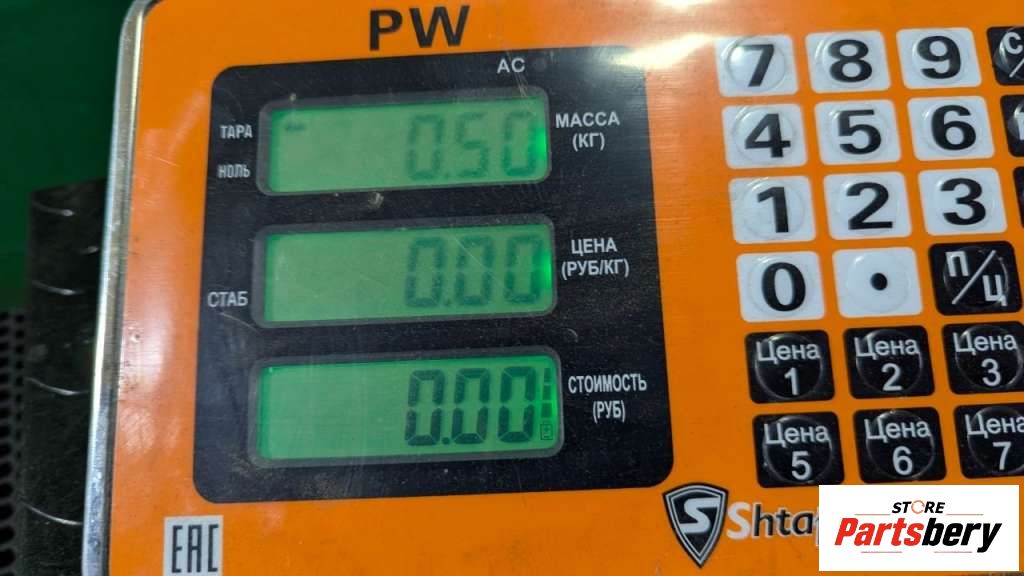 PW
AC
ТАРА
НОЛЬ
0.50
МАССА
(КГ)
СТАБ
0.00
ЦЕНА
(РУБ/КГ)
0.00
СТОИМОСТЬ
(РУБ)
7 8 9
4 5 6
1 2 3
0 . П/Ц
Цена 1 Цена 2 Цена 3
Цена 5 Цена 6 Цена 7
EAC
S
STORE
Partsbery